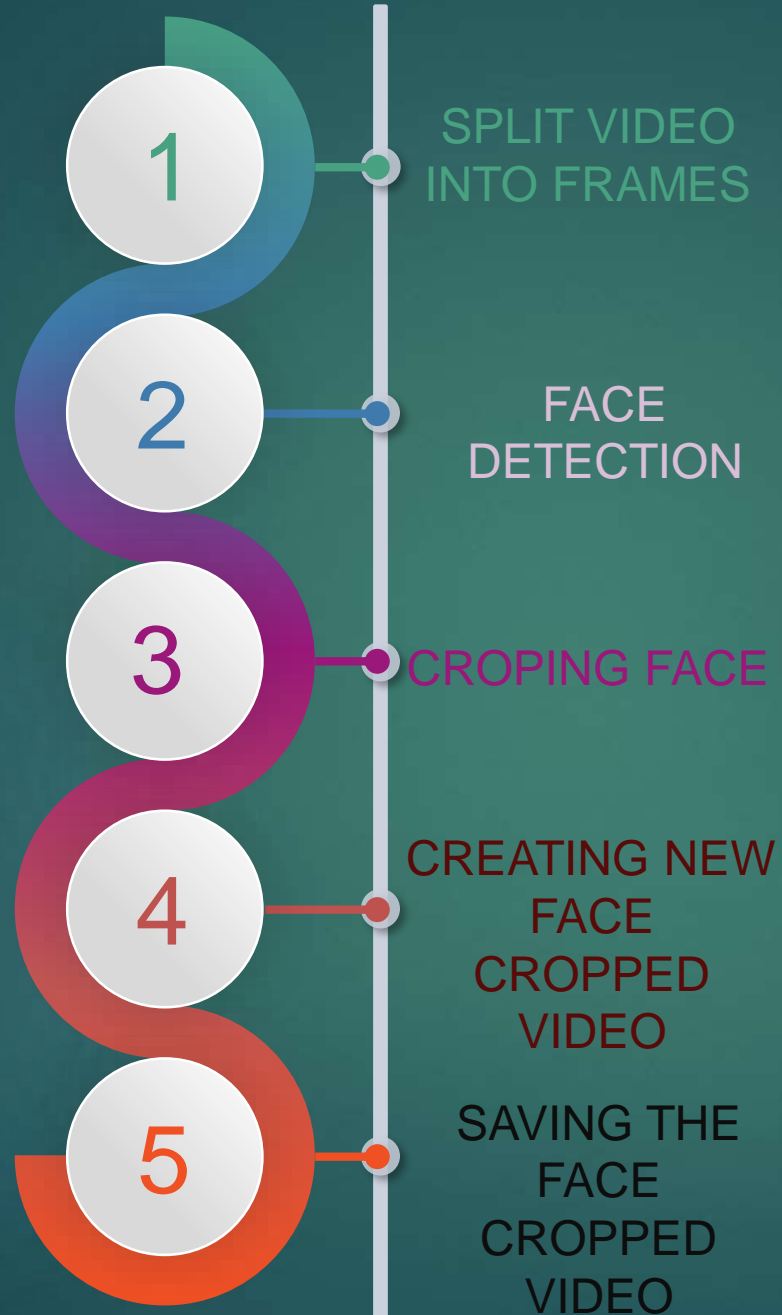 1
SPLIT VIDEO
INTO FRAMES
2
FACE
DETECTION
3
CROPING FACE
4
CREATING NEW
FACE
CROPPED
VIDEO
5
SAVING THE
FACE
CROPPED
VIDEO